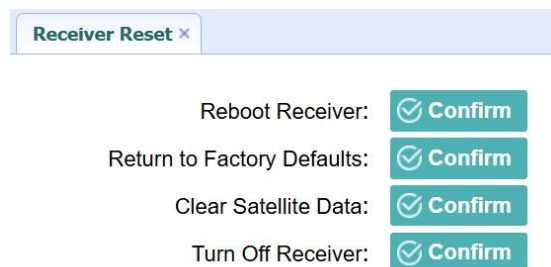 Receiver Reset ×
Reboot Receiver: Confirm
Return to Factory Defaults: Confirm
Clear Satellite Data: Confirm
Turn Off Receiver: Confirm